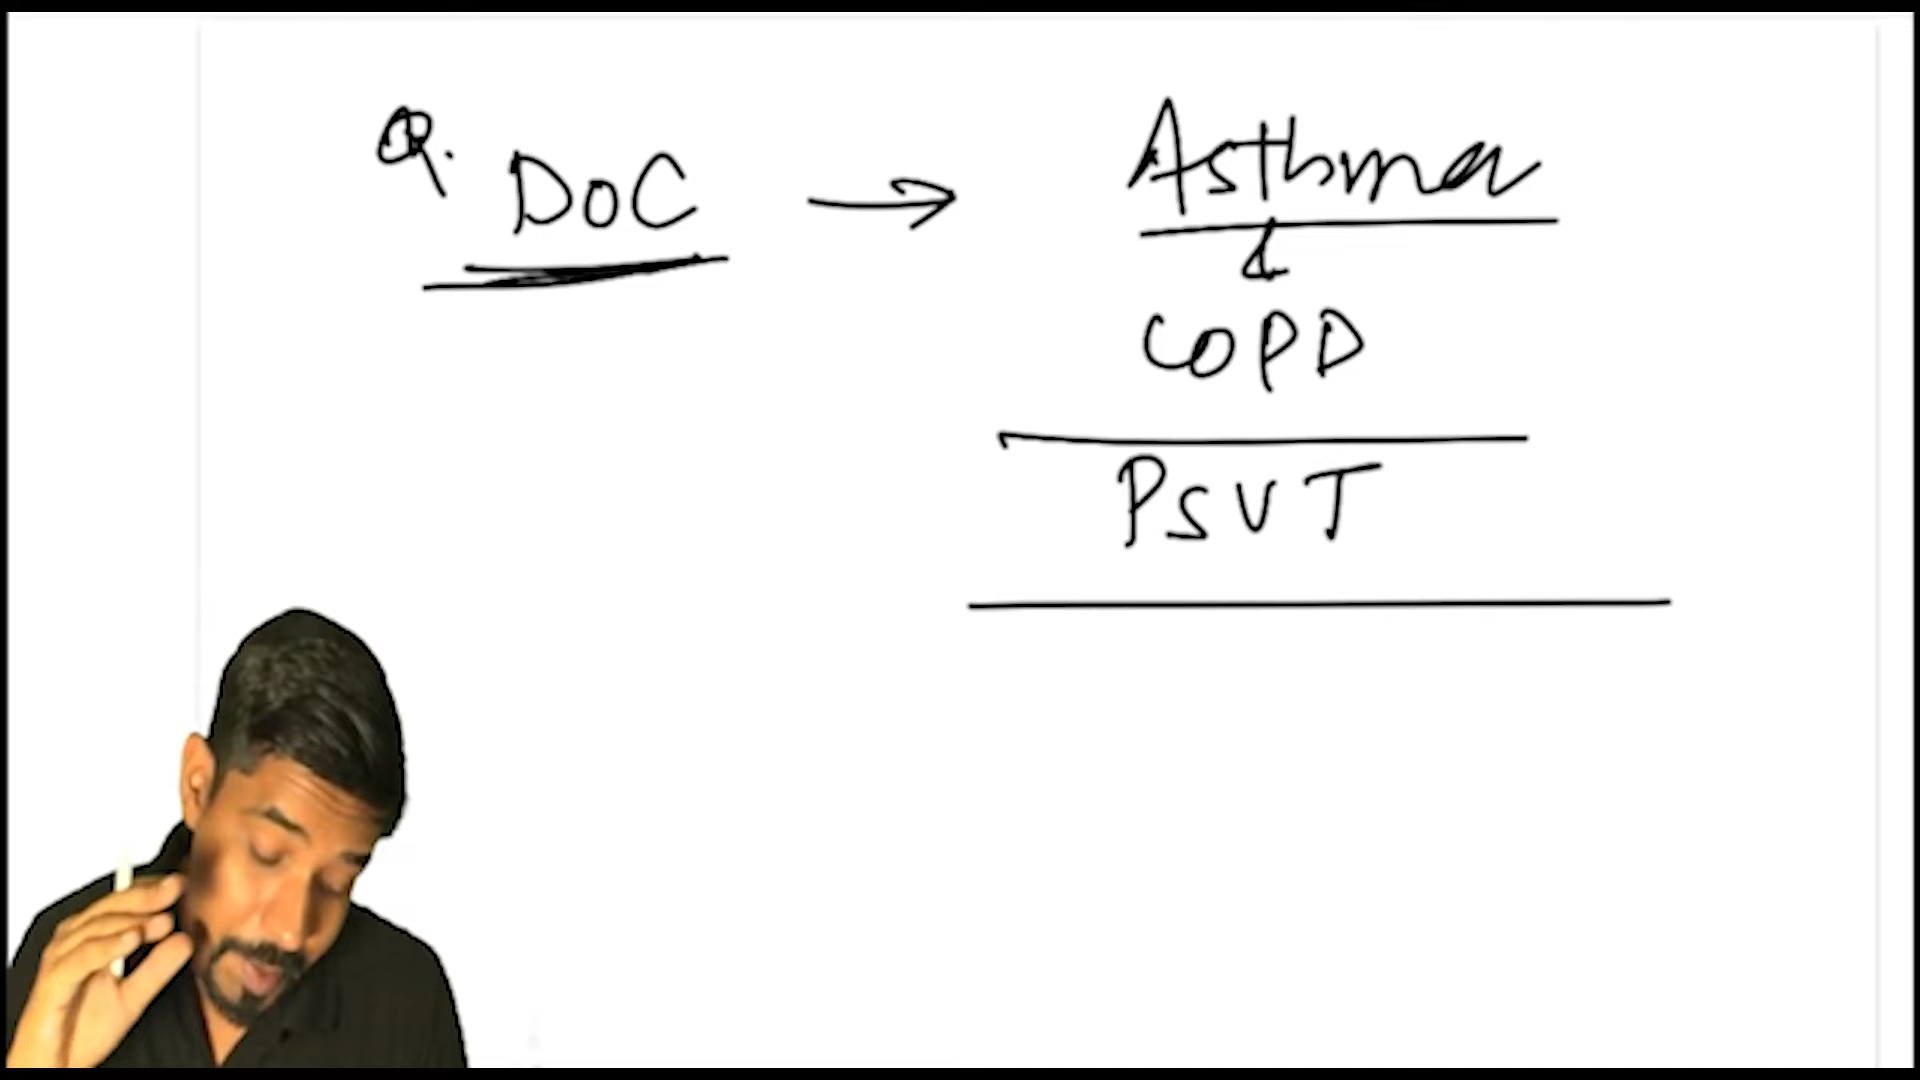 Q. DOC → Asthma
&
COPD
PSVT